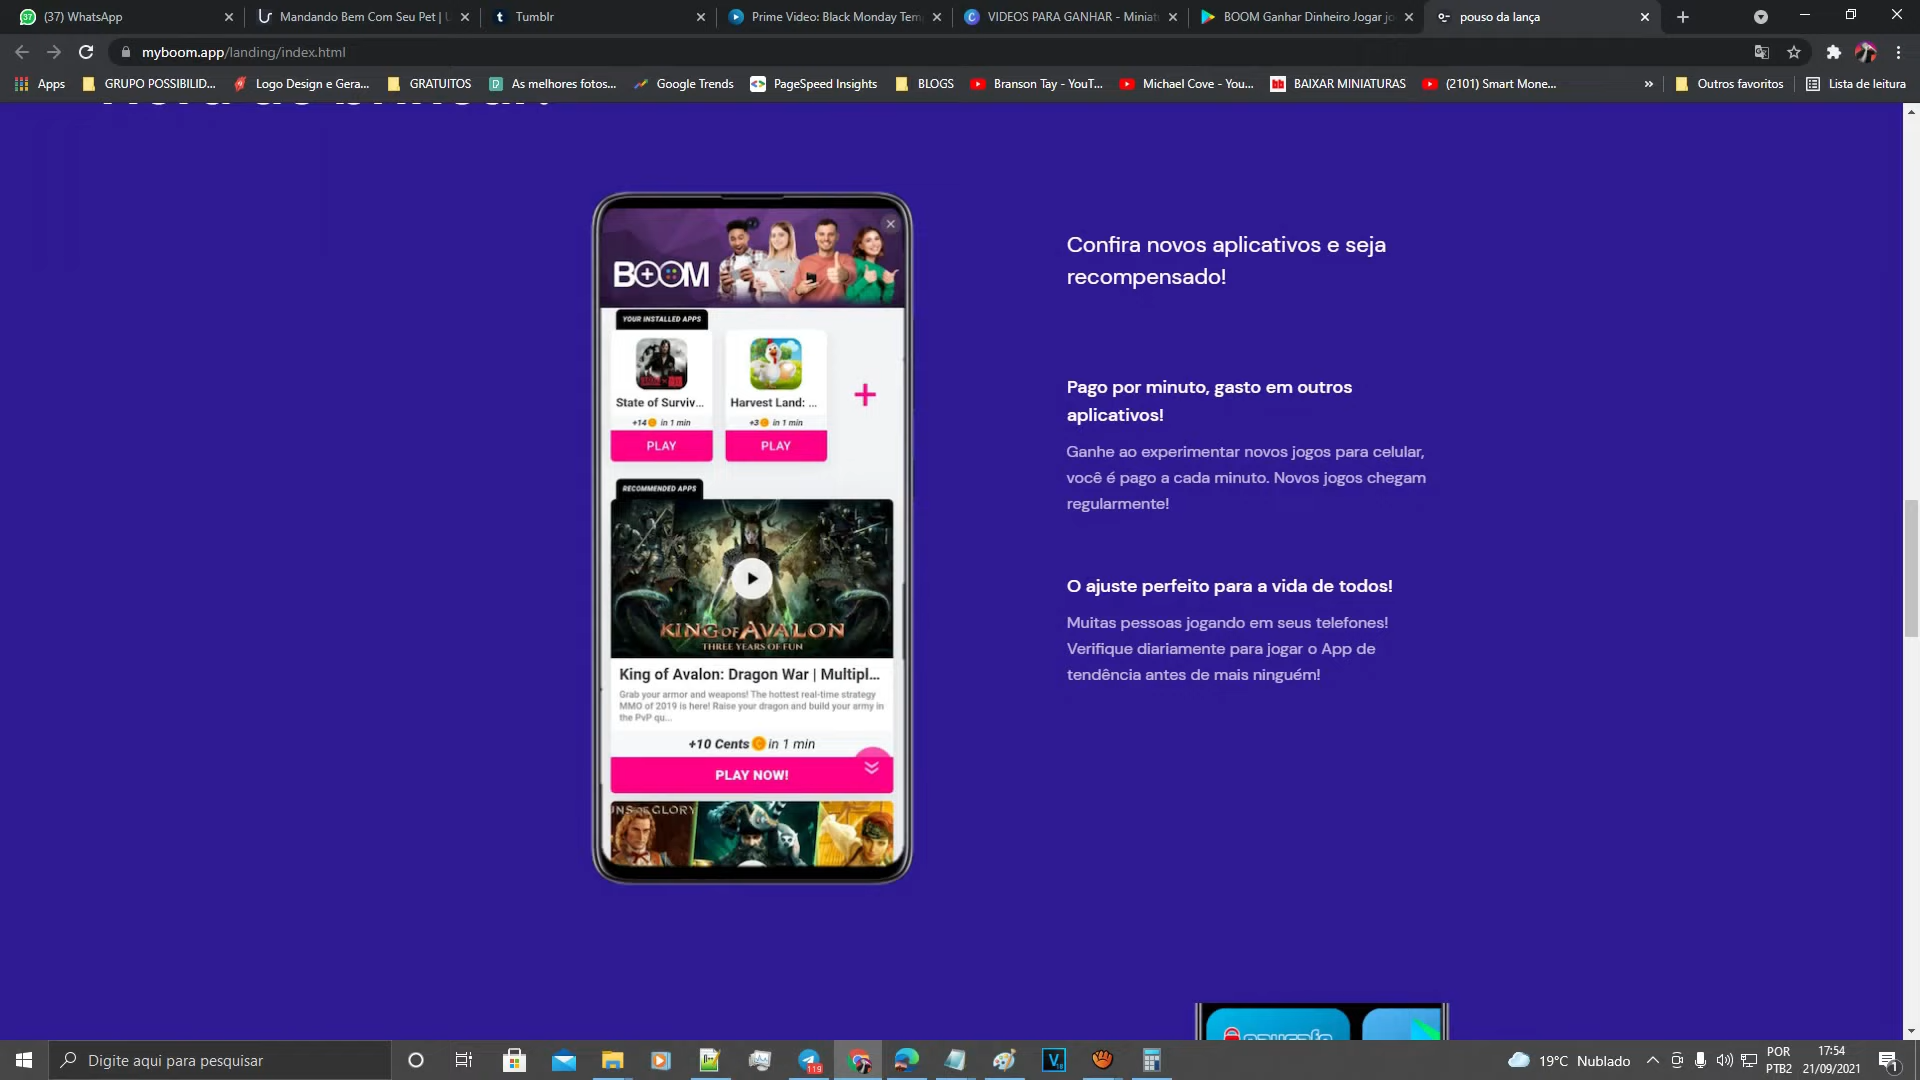 (37) WhatsApp
Mandando Bem Com Seu Pet |
Tumblr
Prime Video: Black Monday Tem
VIDEOS PARA GANHAR - Miniat
BOOM Ganhar Dinheiro Jogar jo
pouso da lança
myboom.app/landing/index.html
Apps
GRUPO POSSIBILID...
Logo Design e Gera...
GRATUITOS
As melhores fotos...
Google Trends
PageSpeed Insights
BLOGS
Branson Tay - YouT...
Michael Cove - You...
BAIXAR MINIATURAS
(2101) Smart Mone...
»
Outros favoritos
Lista de leitura
BOOM
YOUR INSTALLED APPS
State of Surviv...
Harvest Land: ...
+14 in 1 min
+3 in 1 min
PLAY
PLAY
RECOMMENDED APPS
KING OF AVALON
THREE YEARS OF FUN
King of Avalon: Dragon War | Multipl...
Grab your armor and weapons! The hottest real-time strategy
MMO of 2019 is here! Raise your dragon and build your army in
the PvP qu...
+10 Cents in 1 min
PLAY NOW!
NS OF GLORY
Confira novos aplicativos e seja
recompensado!
Pago por minuto, gasto em outros
aplicativos!
Ganhe ao experimentar novos jogos para celular,
você é pago a cada minuto. Novos jogos chegam
regularmente!
O ajuste perfeito para a vida de todos!
Muitas pessoas jogando em seus telefones!
Verifique diariamente para jogar o App de
tendência antes de mais ninguém!
Digite aqui para pesquisar
119
19°C Nublado
POR
PTB2
17:54
21/09/2021
1